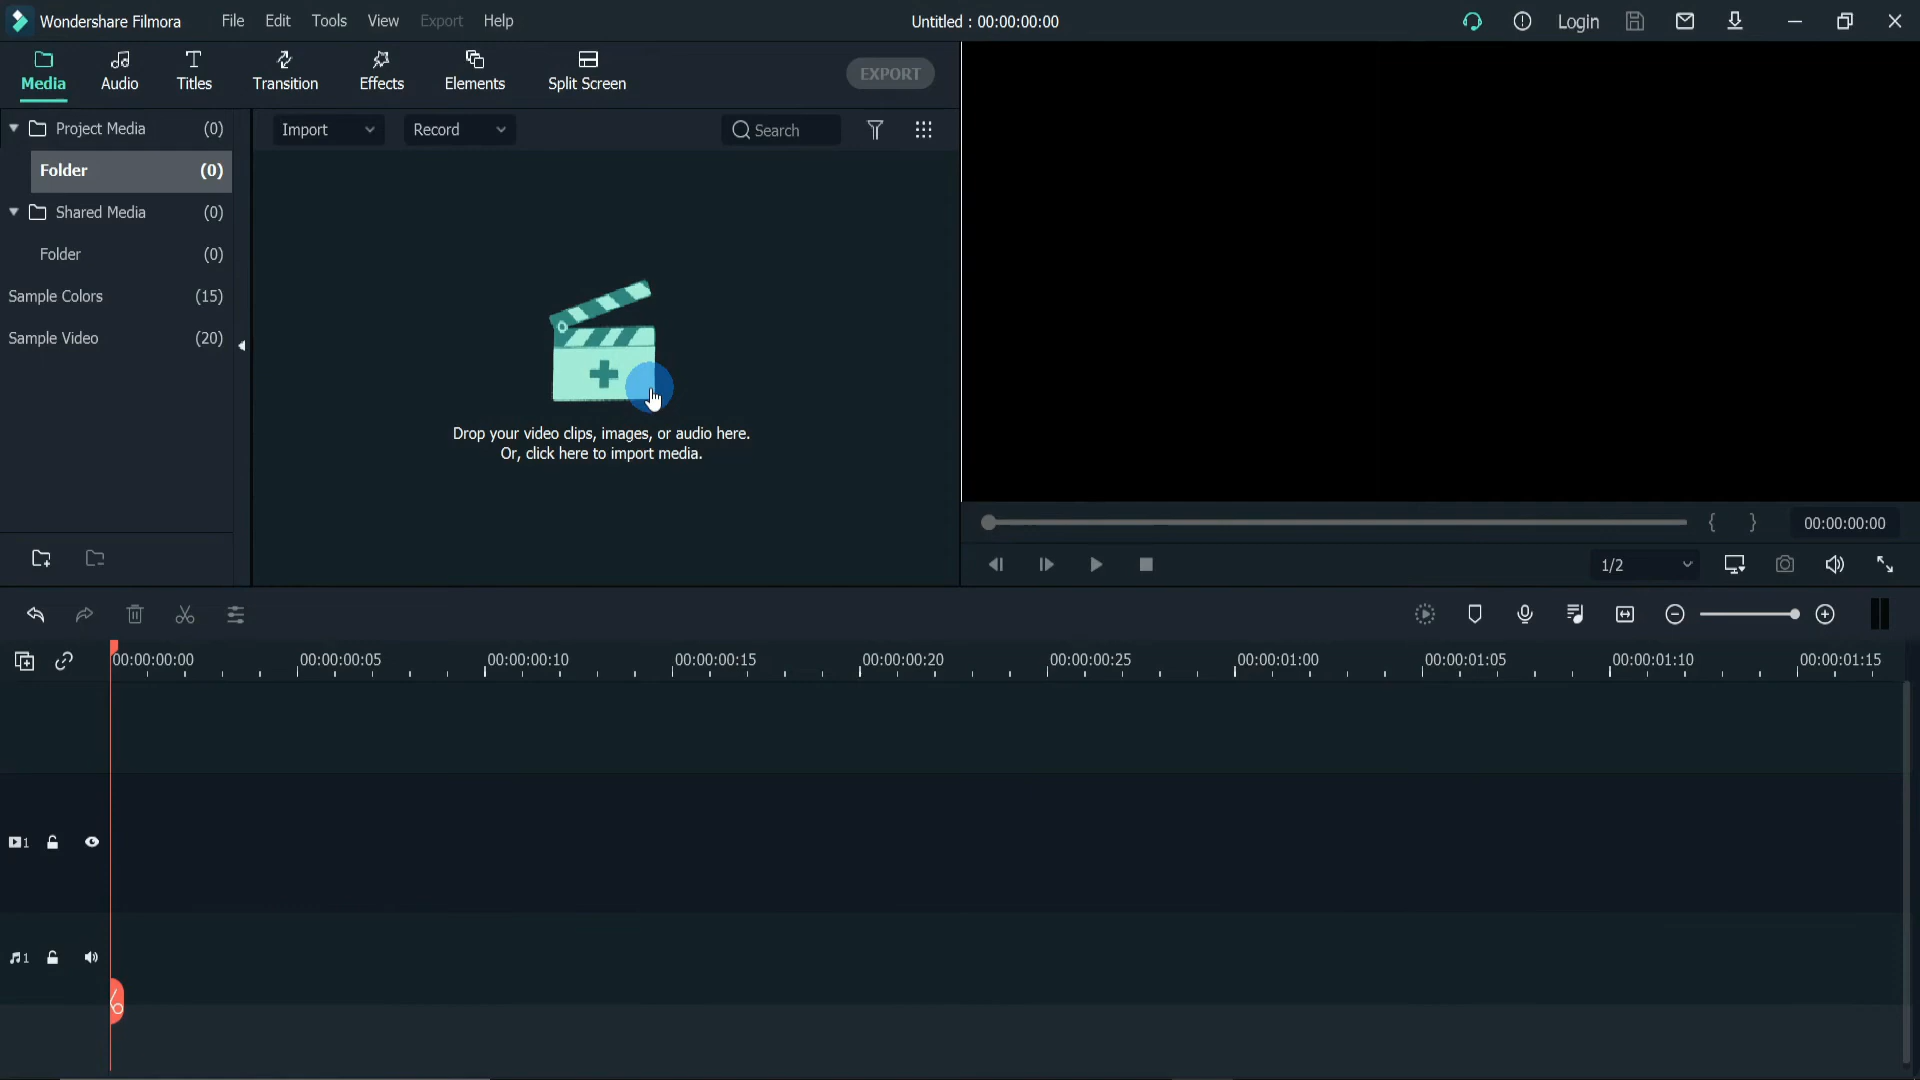 Wondershare Filmora File Edit Tools View Export Help Untitled : 00:00:00:00 Login
Media Audio Titles Transition Effects Elements Split Screen EXPORT
Project Media (0)
Folder (0)
Shared Media (0)
Folder (0)
Sample Colors (15)
Sample Video (20)
Import Record Search
Drop your video clips, images, or audio here.
Or, click here to import media.
{ } 00:00:00:00
1/2
00:00:00:00 00:00:00:05 00:00:00:10 00:00:00:15 00:00:00:20 00:00:00:25 00:00:01:00 00:00:01:05 00:00:01:10 00:00:01:15
1
1